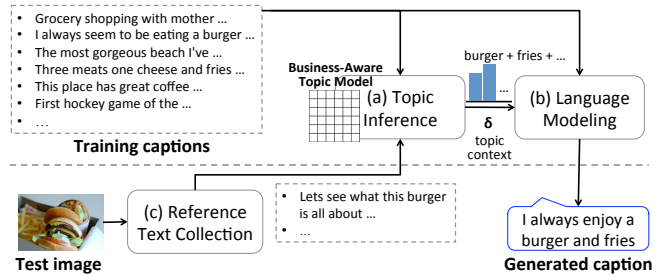 • Grocery shopping with mother ...
• I always seem to be eating a burger ...
• The most gorgeous beach I've ...
• Three meats one cheese and fries ...
• This place has great coffee ...
• First hockey game of the ...
• ...
Training captions
Business-Aware
Topic Model
(a) Topic
Inference
burger + fries + ...
...
δ
topic
context
(b) Language
Modeling
Test image
(c) Reference
Text Collection
• Lets see what this burger
is all about ...
• ...
I always enjoy a
burger and fries
Generated caption